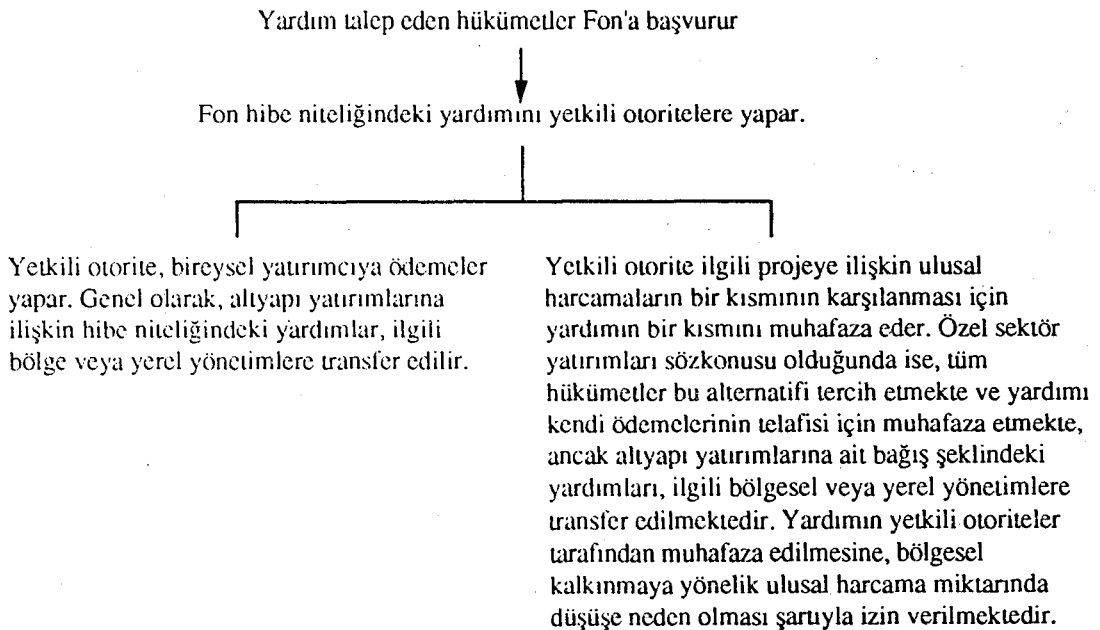 Yardım talep eden hükümetler Fon'a başvurur
Fon hibe niteliğindeki yardımını yetkili otoritelere yapar.
Yetkili otorite, bireysel yatırımcıya ödemeler
yapar. Genel olarak, altyapı yatırımlarına
ilişkin hibe niteliğindeki yardımlar, ilgili
bölge veya yerel yönetimlere transfer edilir.
Yetkili otorite ilgili projeye ilişkin ulusal
harcamaların bir kısmının karşılanması için
yardımın bir kısmını muhafaza eder. Özel sektör
yatırımları sözkonusu olduğunda ise, tüm
hükümetler bu alternatifi tercih etmekte ve yardımı
kendi ödemelerinin telafisi için muhafaza etmekte,
ancak altyapı yatırımlarına ait bağış şeklindeki
yardımları, ilgili bölgesel veya yerel yönetimlere
transfer edilmektedir. Yardımın yetkili otoriteler
tarafından muhafaza edilmesine, bölgesel
kalkınmaya yönelik ulusal harcama miktarında
düşüşe neden olması şartıyla izin verilmektedir.